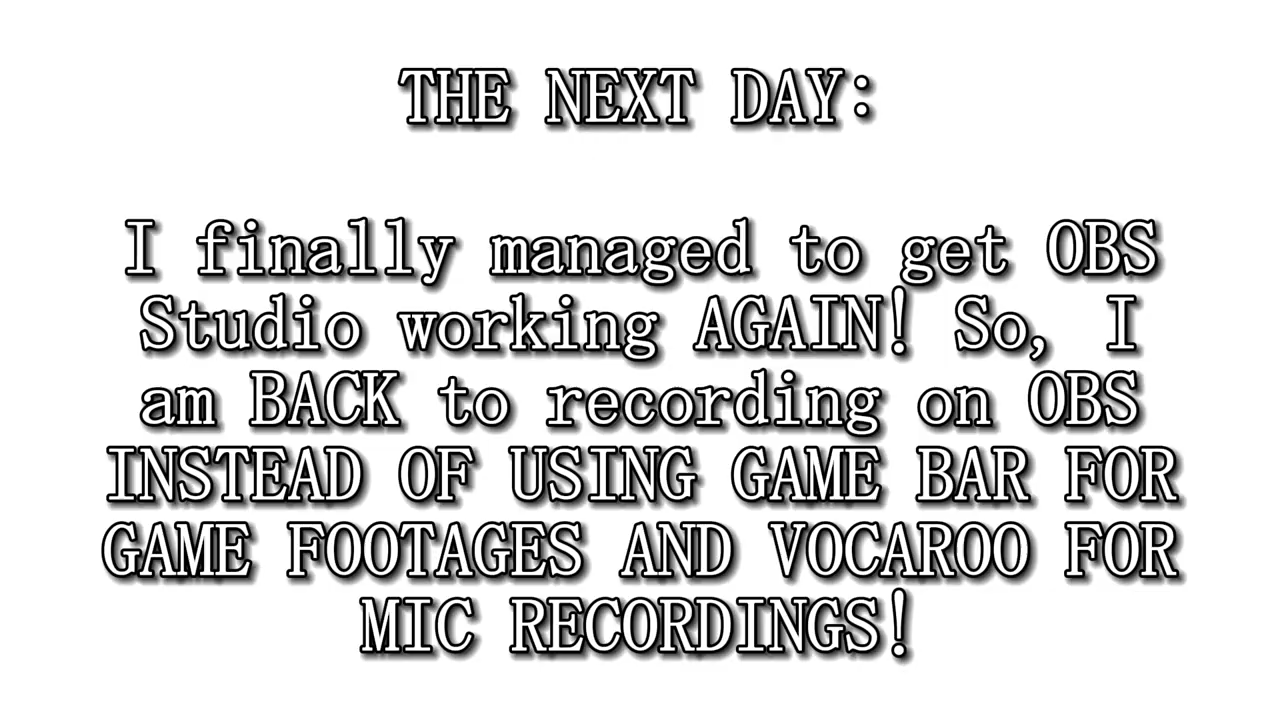 THE NEXT DAY:
I finally managed to get OBS
Studio working AGAIN! So, I
am BACK to recording on OBS
INSTEAD OF USING GAME BAR FOR
GAME FOOTAGES AND VOCAROO FOR
MIC RECORDINGS!